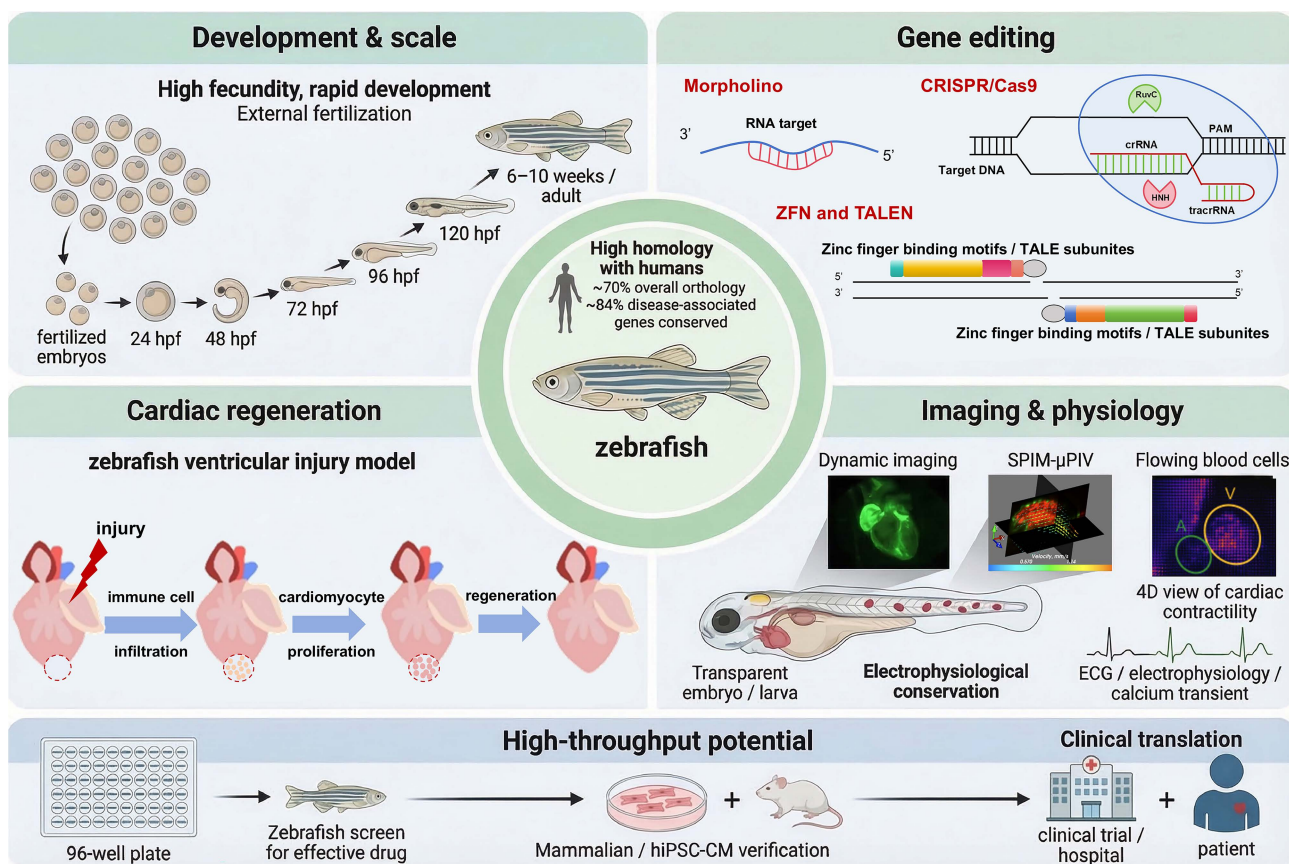 Development & scale
High fecundity, rapid development
External fertilization
fertilized
embryos
24 hpf
48 hpf
72 hpf
96 hpf
120 hpf
6–10 weeks /
adult
Gene editing
Morpholino
3’
RNA target
5’
CRISPR/Cas9
RuvC
PAM
crRNA
Target DNA
HNH
tracrRNA
ZFN and TALEN
Zinc finger binding motifs / TALE subunites
5'
3'
3'
5'
Zinc finger binding motifs / TALE subunites
High homology
with humans
~70% overall orthology
~84% disease-associated
genes conserved
zebrafish
Cardiac regeneration
zebrafish ventricular injury model
injury
immune cell
infiltration
cardiomyocyte
proliferation
regeneration
Imaging & physiology
Dynamic imaging
SPIM-μPIV
Velocity, mm/s
0.570
1.14
Flowing blood cells
A
V
4D view of cardiac
contractility
Transparent
embryo / larva
Electrophysiological
conservation
ECG / electrophysiology /
calcium transient
High-throughput potential
Clinical translation
96-well plate
Zebrafish screen
for effective drug
+
Mammalian / hiPSC-CM verification
clinical trial /
hospital
+
patient